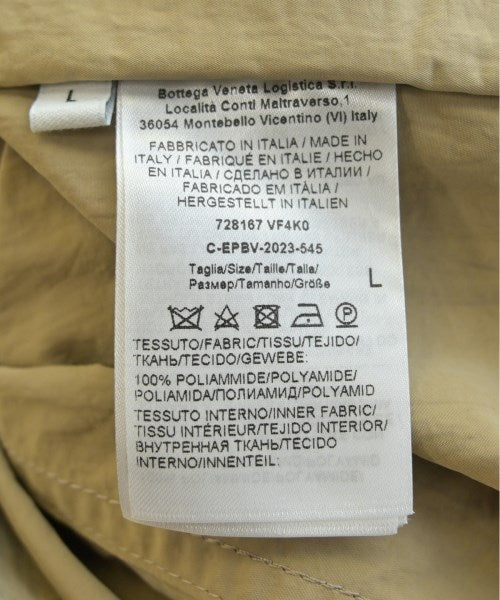 L
Bottega Veneta Logistica S.r.l.
Località Conti Maltraverso,1
36054 Montebello Vicentino (VI) Italy
FABBRICATO IN ITALIA / MADE IN
ITALY / FABRIQUÉ EN ITALIE / HECHO
EN ITALIA / СДЕЛАНО В ИТАЛИИ /
FABRICADO EM ITÀLIA /
HERGESTELLT IN ITALIEN
728167 VF4K0
C-EPBV-2023-545
Taglia/Size/Taille/Talla/
Размер/Tamanho/Größe
L
P
TESSUTO/FABRIC/TISSU/TEJIDO/
ТКАНЬ/TECIDO/GEWEBE:
100% POLIAMMIDE/POLYAMIDE/
POLIAMIDA/ПОЛИАМИД/POLYAMID
TESSUTO INTERNO/INNER FABRIC/
TISSU INTÉRIEUR/TEJIDO INTERIOR/
ВНУТРЕННАЯ ТКАНЬ/TECIDO
INTERNO/INNENTEIL: